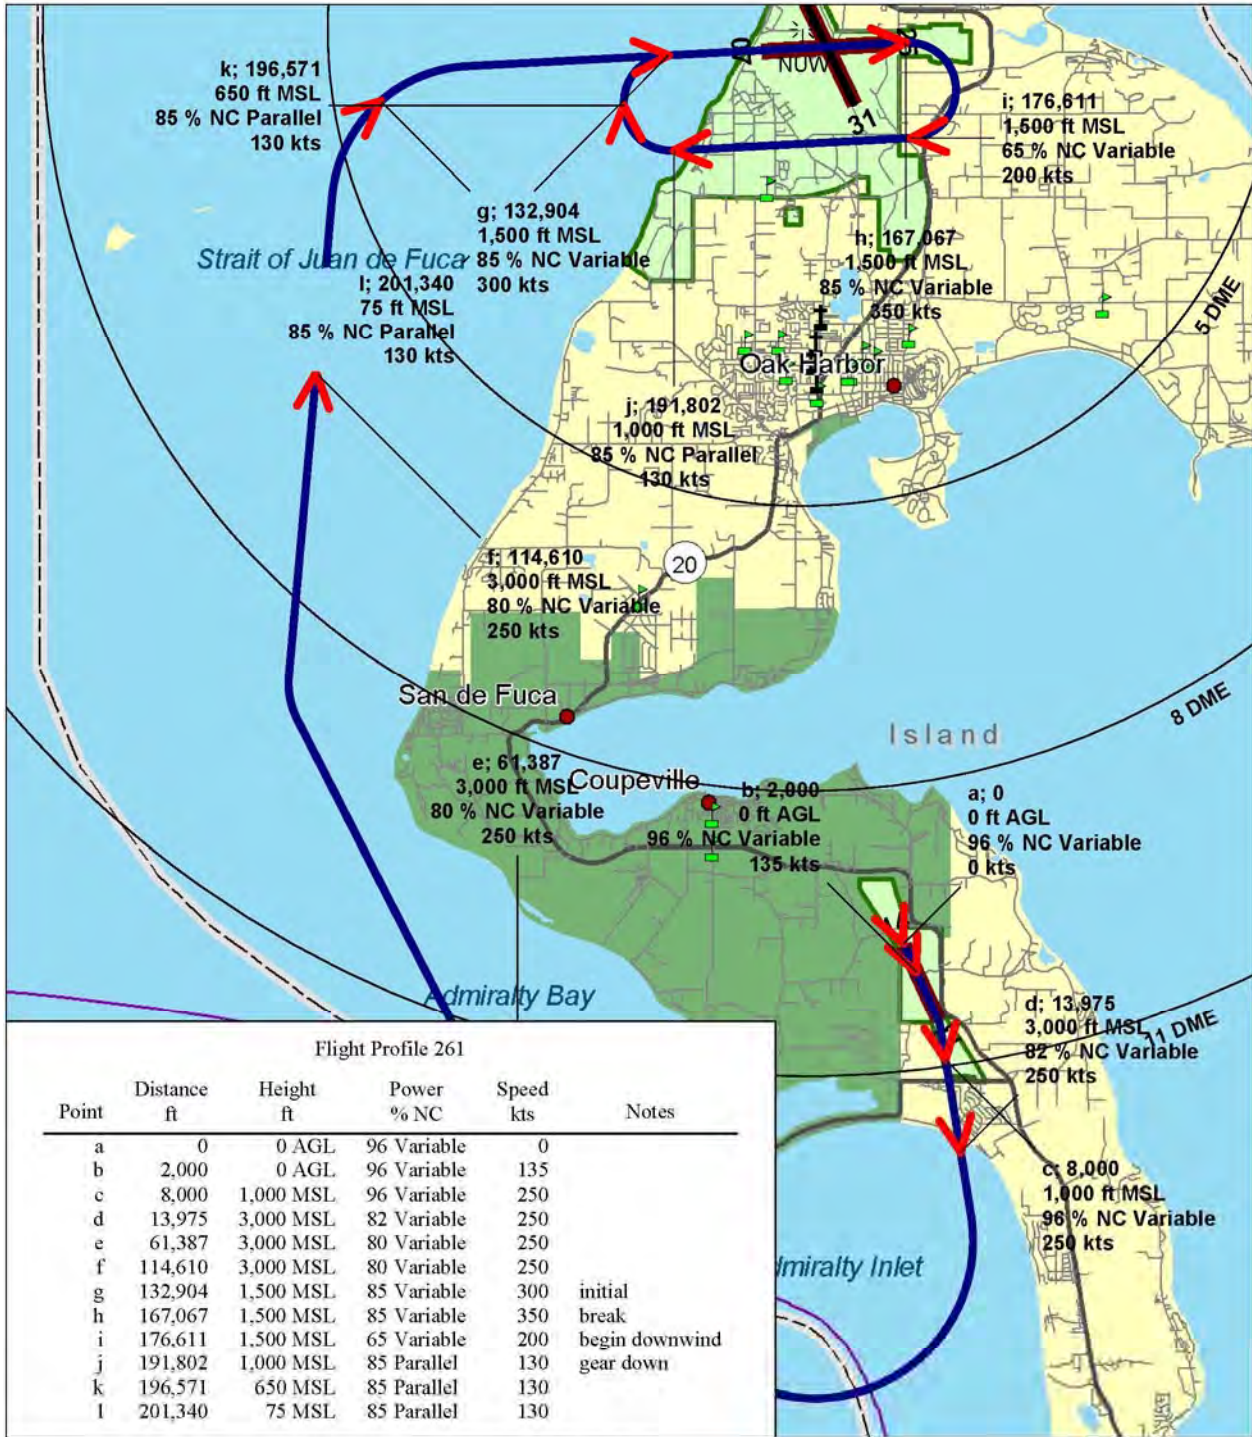 k; 196,571
650 ft MSL
85 % NC Parallel
130 kts
NUW
31
i; 176,611
1,500 ft MSL
65 % NC Variable
200 kts
g; 132,904
1,500 ft MSL
85 % NC Variable
300 kts
Strait of Juan de Fuca
l; 201,340
75 ft MSL
85 % NC Parallel
130 kts
h; 167,067
1,500 ft MSL
85 % NC Variable
350 kts
5 DME
Oak Harbor
j; 191,802
1,000 ft MSL
85 % NC Parallel
130 kts
20
f; 114,610
3,000 ft MSL
80 % NC Variable
250 kts
San de Fuca
8 DME
Island
e; 61,387
3,000 ft MSL
80 % NC Variable
250 kts
Coupeville
b; 2,000
0 ft AGL
96 % NC Variable
135 kts
a; 0
0 ft AGL
96 % NC Variable
0 kts
Admiralty Bay
d; 13,975
3,000 ft MSL
82 % NC Variable
250 kts
11 DME
c; 8,000
1,000 ft MSL
96 % NC Variable
250 kts
dmiralty Inlet
Flight Profile 261
Point Distance ft Height ft Power % NC Speed kts Notes
a 0 0 AGL 96 Variable 0
b 2,000 0 AGL 96 Variable 135
c 8,000 1,000 MSL 96 Variable 250
d 13,975 3,000 MSL 82 Variable 250
e 61,387 3,000 MSL 80 Variable 250
f 114,610 3,000 MSL 80 Variable 250
g 132,904 1,500 MSL 85 Variable 300 initial
h 167,067 1,500 MSL 85 Variable 350 break
i 176,611 1,500 MSL 65 Variable 200 begin downwind
j 191,802 1,000 MSL 85 Parallel 130 gear down
k 196,571 650 MSL 85 Parallel 130
l 201,340 75 MSL 85 Parallel 130